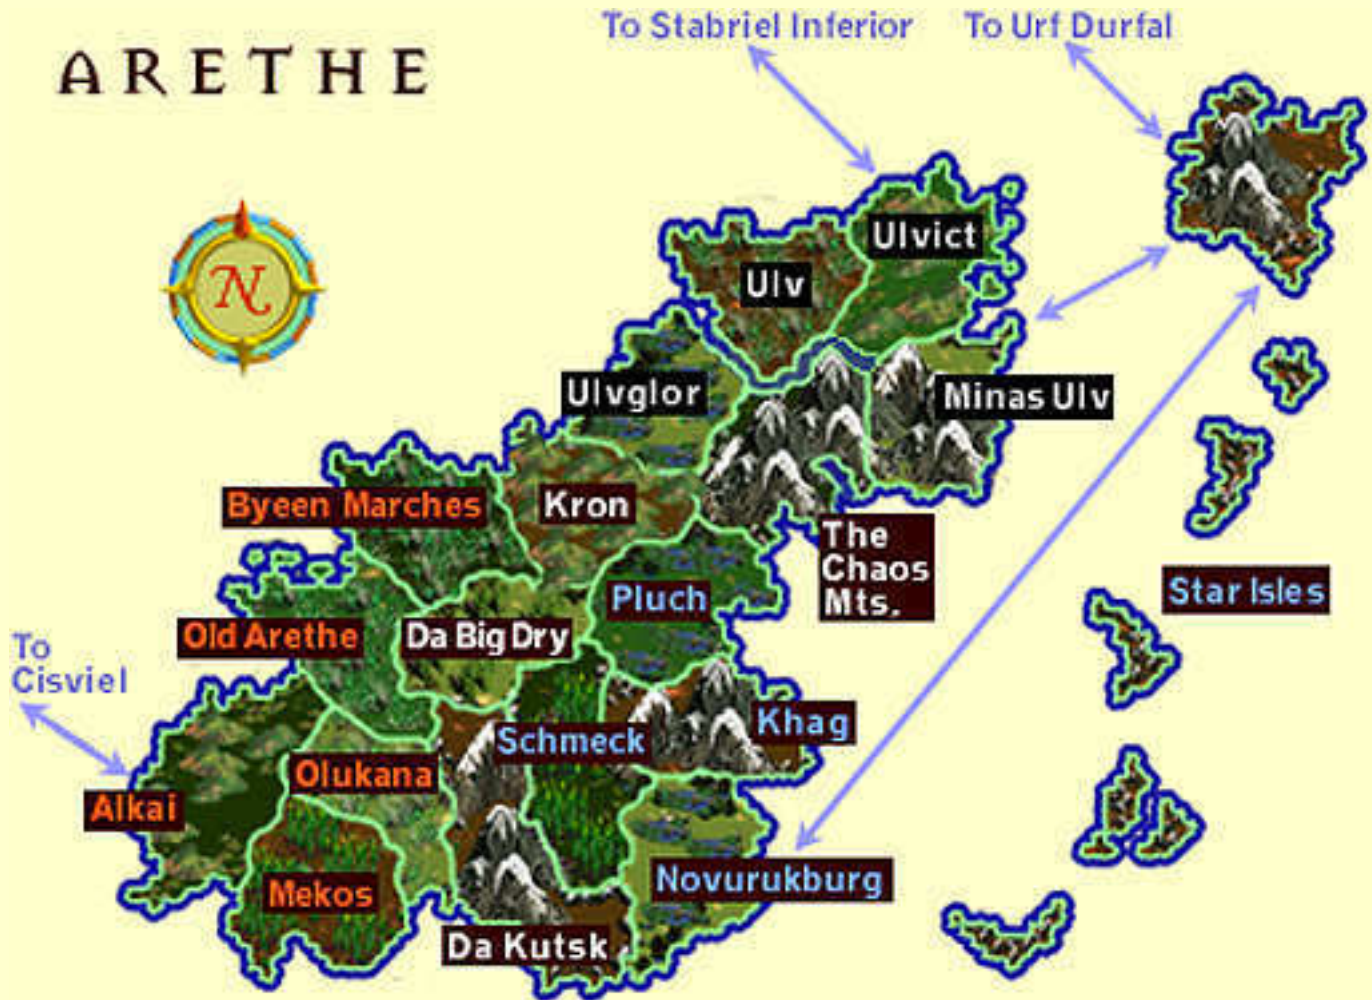 To Stabriel Inferior
To Urf Durfal
ARETHE
Ulvict
Ulv
N
Ulvglor
Minas Ulv
Byeen Marches
Kron
The
Chaos
Mts.
Star Isles
Pluch
Old Arethe
Da Big Dry
To
Cisviel
Khag
Schmeck
Olukana
Alkai
Mekos
Novurukburg
Da Kutsk